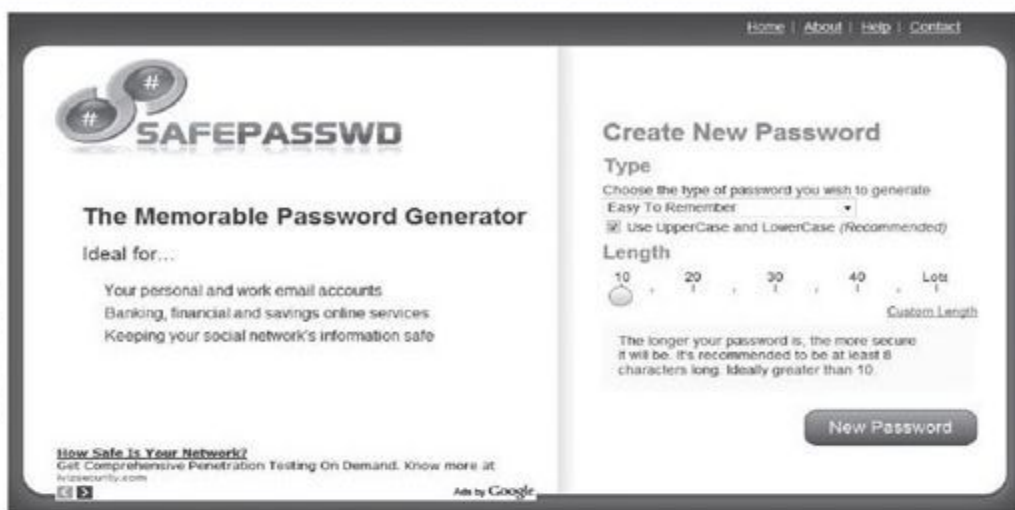 Home | About | Help | Contact
#
#
SAFEPASSWD
The Memorable Password Generator
Ideal for...
Your personal and work email accounts
Banking, financial and savings online services
Keeping your social network's information safe
How Safe Is Your Network?
Get Comprehensive Penetration Testing On Demand. Know more at
ivizsecurity.com
Ads by Google
Create New Password
Type
Choose the type of password you wish to generate
Easy To Remember
Use UpperCase and LowerCase (Recommended)
Length
10 20 30 40 Lots
Custom Length
The longer your password is, the more secure
it will be. It's recommended to be at least 8
characters long. Ideally greater than 10.
New Password